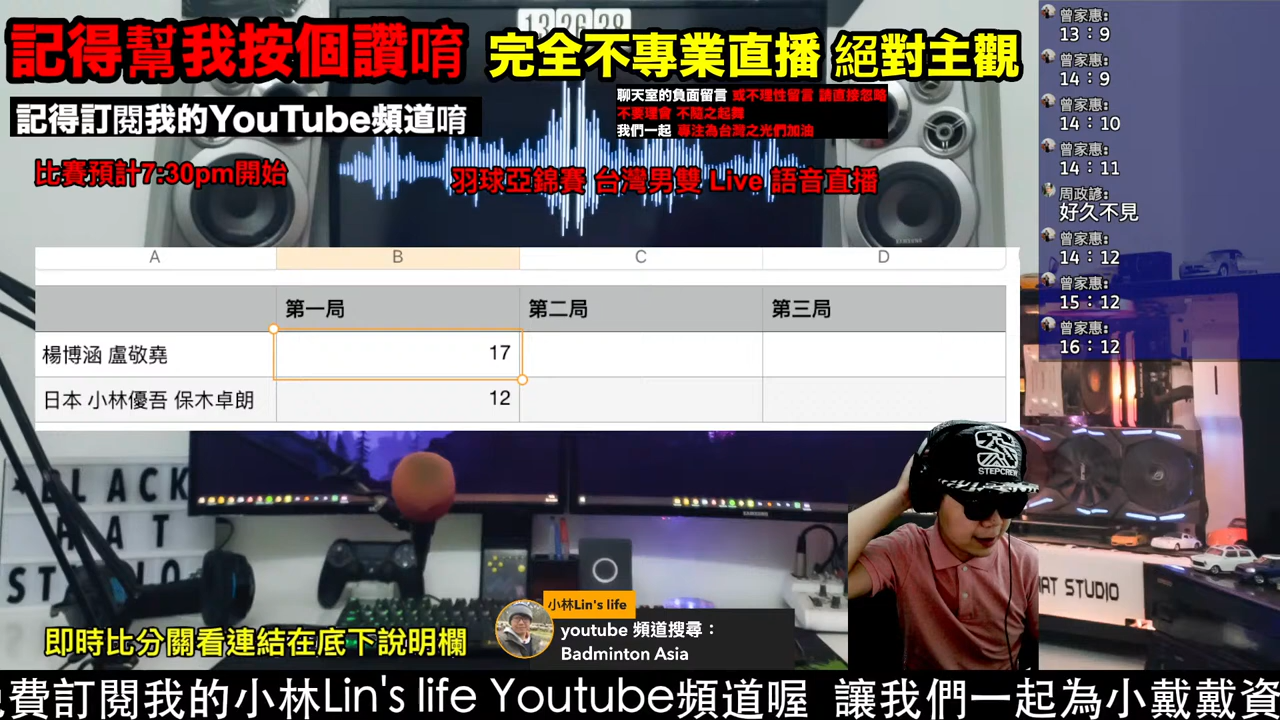 記得幫我按個讚唷
完全不專業直播 絕對主觀
記得訂閱我的YouTube頻道唷
聊天室的負面留言 或不理性留言 請直接忽略
不要理會 不隨之起舞
我們一起 專注為台灣之光們加油
比賽預計7:30pm開始
羽球亞錦賽 台灣男雙 Live 語音直播
A B C D
第一局 第二局 第三局
楊博涵 盧敬堯 17
日本 小林優吾 保木卓朗 12
曾家惠:
13：9
曾家惠:
14：9
曾家惠:
14：10
曾家惠:
14：11
周政諺:
好久不見
曾家惠:
14：12
曾家惠:
15：12
曾家惠:
16：12
BLACK
HAT
STUDIO
SAMSUNG
SAMSUNG
STEPCREW
HAT STUDIO
即時比分關看連結在底下說明欄
小林Lin's life
youtube 頻道搜尋：
Badminton Asia
費訂閱我的小林Lin's life Youtube頻道喔 讓我們一起為小戴戴資